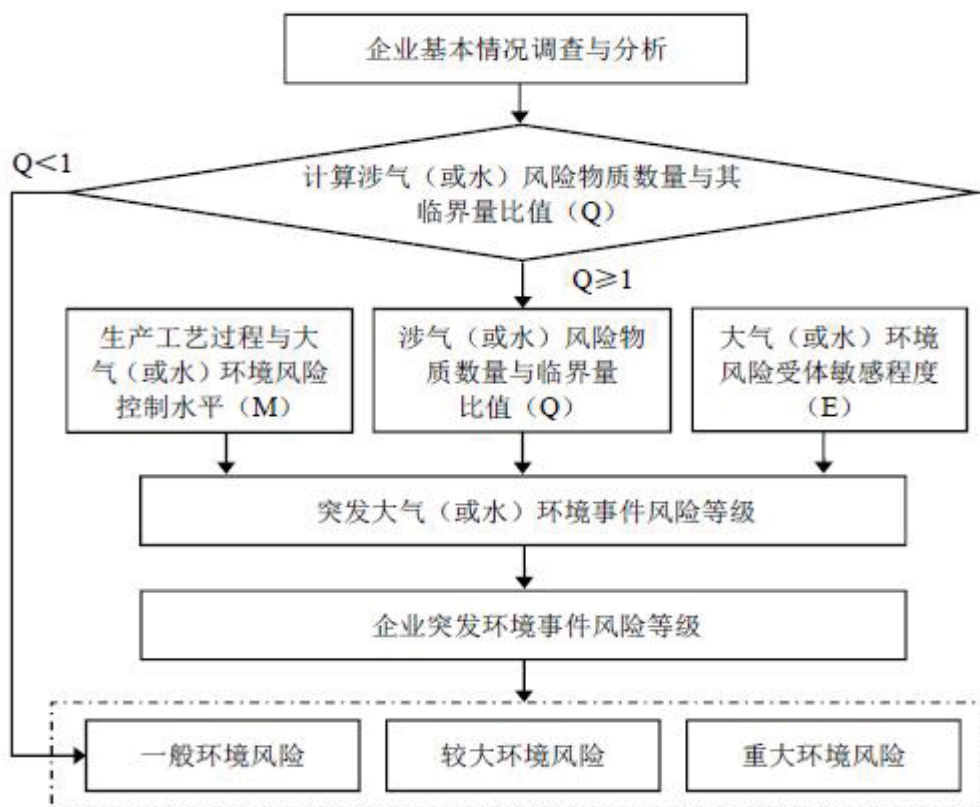 企业基本情况调查与分析
Q＜1
计算涉气（或水）风险物质数量与其
临界量比值（Q）
Q≥1
生产工艺过程与大
气（或水）环境风险
控制水平（M）
涉气（或水）风险物
质数量与临界量
比值（Q）
大气（或水）环境
风险受体敏感程度
（E）
突发大气（或水）环境事件风险等级
企业突发环境事件风险等级
一般环境风险
较大环境风险
重大环境风险